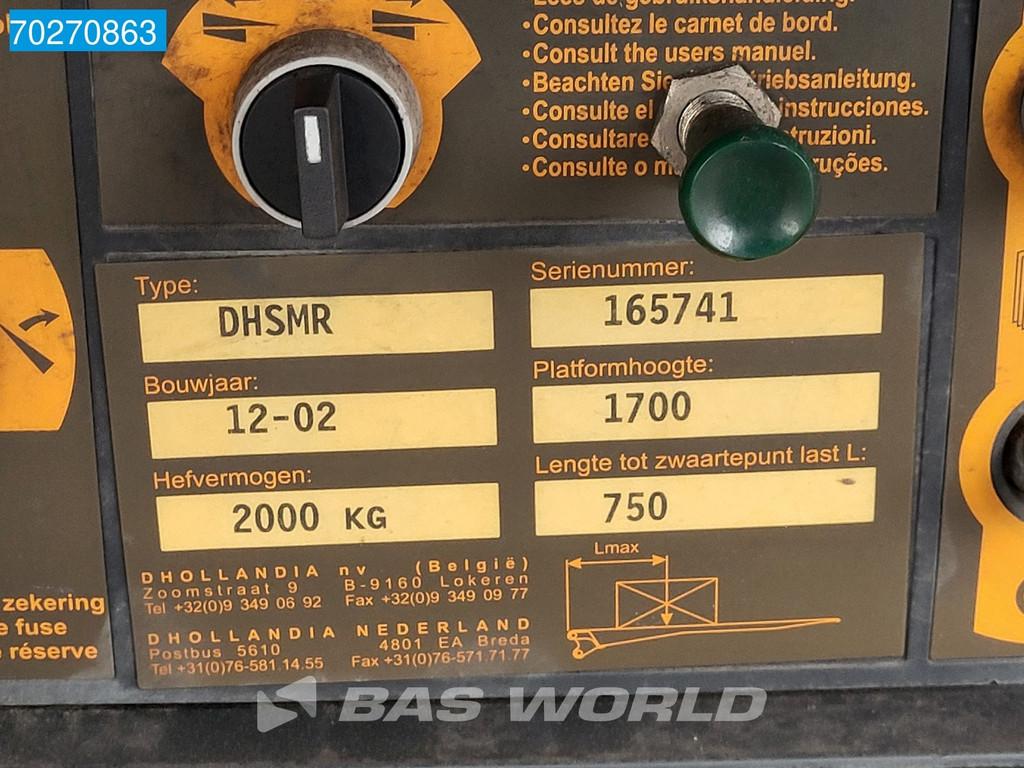 70270863
•Consultez le carnet de bord.
•Consult the users manuel.
•Beachten Sie
•Consulte el instrucciones.
•Consultare
•Consulte o
Type:
DHSMR
Serienummer:
165741
Bouwjaar:
12-02
Platformhoogte:
1700
Hefvermogen:
2000 KG
Lengte tot zwaartepunt last L:
750
Lmax
DHOLLANDIA nv (België)
Zoomstraat 9 B-9160 Lokeren
Tel +32(0)9 349 06 92 Fax +32(0)9 349 09 77
DHOLLANDIA NEDERLAND
Postbus 5610 4801 EA Breda
Tel +31(0)76-581.14.55 Fax +31(0)76-571.71.77
zekering
fuse
réserve
BAS WORLD